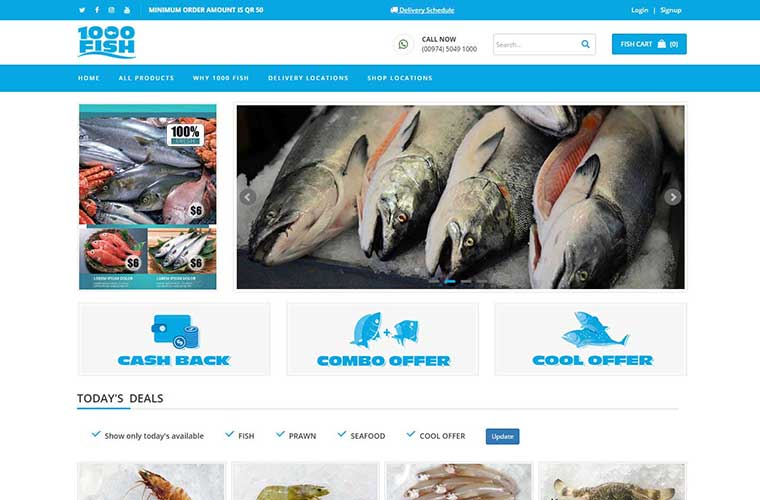 MINIMUM ORDER AMOUNT IS QR 50
Delivery Schedule
Login | Signup
1000
FISH
CALL NOW
(00974) 5049 1000
Search...
FISH CART (0)
HOME
ALL PRODUCTS
WHY 1000 FISH
DELIVERY LOCATIONS
SHOP LOCATIONS
100%
$6
$6
$6
LOREM IPSUM DOLOR
LOREM IPSUM DOLOR
CASH BACK
+
COMBO OFFER
COOL OFFER
TODAY'S DEALS
Show only today's available
FISH
PRAWN
SEAFOOD
COOL OFFER
Update